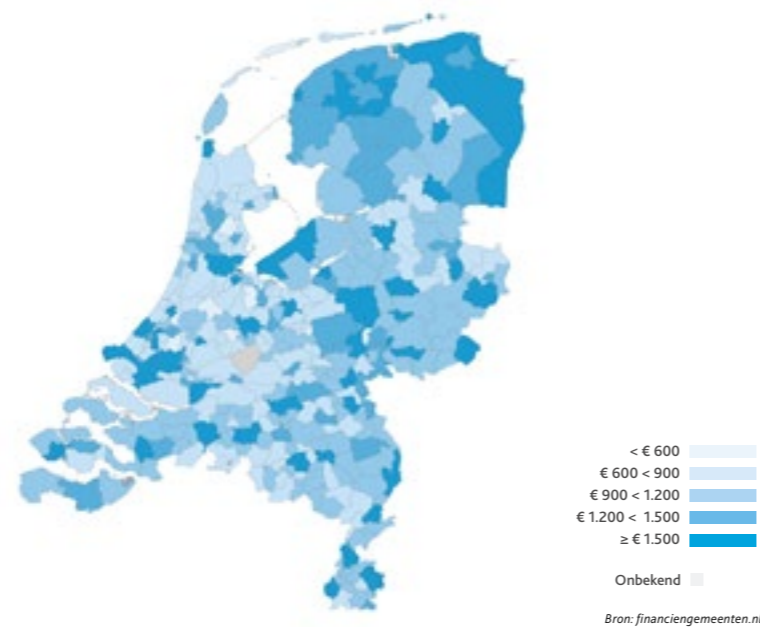 < € 600
€ 600 < 900
€ 900 < 1.200
€ 1.200 < 1.500
≥ € 1.500
Onbekend
Bron: financiengemeenten.nl